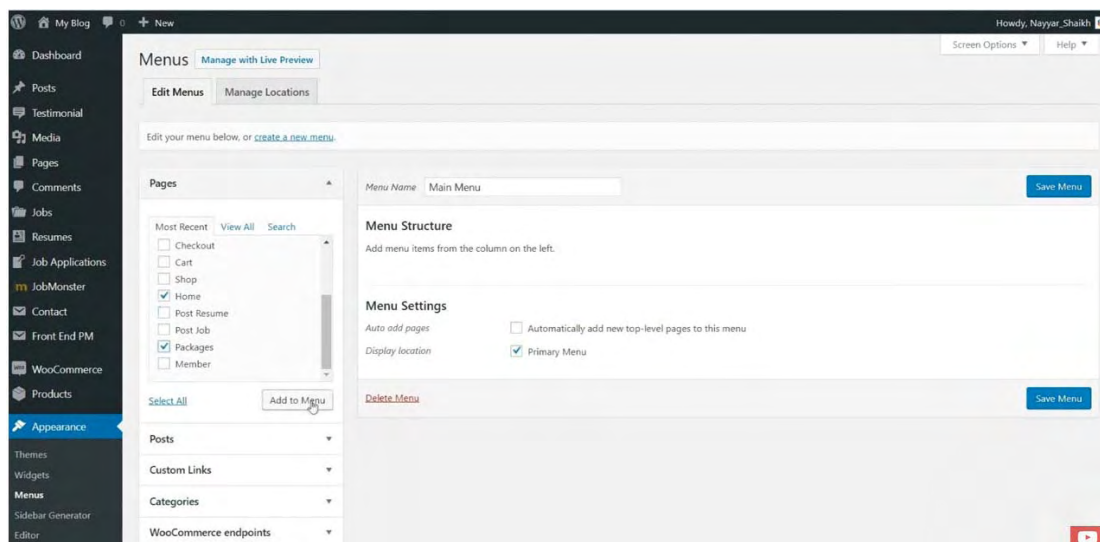 My Blog 0 + New
Howdy, Nayyar_Shaikh
Dashboard
Posts
Testimonial
Media
Pages
Comments
Jobs
Resumes
Job Applications
JobMonster
Contact
Front End PM
WooCommerce
Products
Appearance
Themes
Widgets
Menus
Sidebar Generator
Editor
Screen Options
Help
Menus Manage with Live Preview
Edit Menus Manage Locations
Edit your menu below, or create a new menu.
Pages
Most Recent View All Search
Checkout
Cart
Shop
Home
Post Resume
Post Job
Packages
Member
Select All Add to Menu
Posts
Custom Links
Categories
WooCommerce endpoints
Menu Name Main Menu Save Menu
Menu Structure
Add menu items from the column on the left.
Menu Settings
Auto add pages Automatically add new top-level pages to this menu
Display location Primary Menu
Delete Menu Save Menu